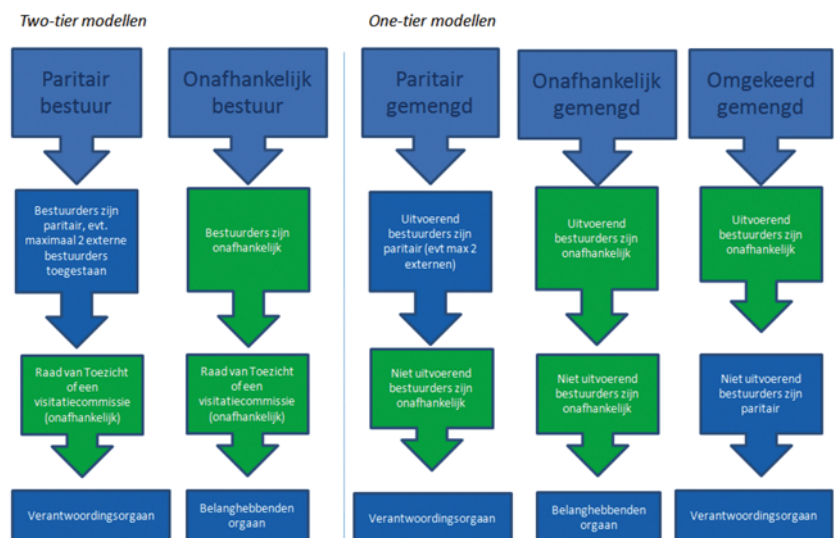 Two-tier modellen
One-tier modellen
Paritair
bestuur
Onafhankelijk
bestuur
Paritair
gemengd
Onafhankelijk
gemengd
Omgekeerd
gemengd
Bestuurders zijn
paritair, evt.
maximaal 2 externe
bestuurders
toegestaan
Bestuurders zijn
onafhankelijk
Uitvoerend
bestuurders zijn
paritair (evt max 2
externen)
Uitvoerend
bestuurders zijn
onafhankelijk
Uitvoerend
bestuurders zijn
onafhankelijk
Raad van Toezicht
of een
visitatiecommissie
(onafhankelijk)
Raad van Toezicht
of een
visitatiecommissie
(onafhankelijk)
Niet uitvoerend
bestuurders zijn
onafhankelijk
Niet uitvoerend
bestuurders zijn
onafhankelijk
Niet uitvoerend
bestuurders zijn
paritair
Verantwoordingsorgaan
Belanghebbenden
orgaan
Verantwoordingsorgaan
Belanghebbenden
orgaan
Verantwoordingsorgaan